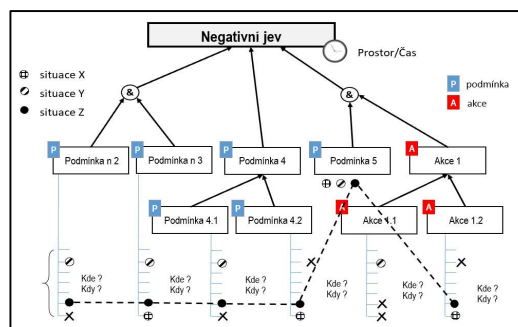 Negativní jev
Prostor/Čas
situace X
situace Y
situace Z
P podmínka
A akce
&
&
P Podmínka n 2
P Podmínka n 3
P Podmínka 4
P Podmínka 5
A Akce 1
P Podmínka 4.1
P Podmínka 4.2
A Akce 1.1
A Akce 1.2
Kde ?
Kdy ?
Kde ?
Kdy ?
Kde ?
Kdy ?
Kde ?
Kdy ?
Kde ?
Kdy ?